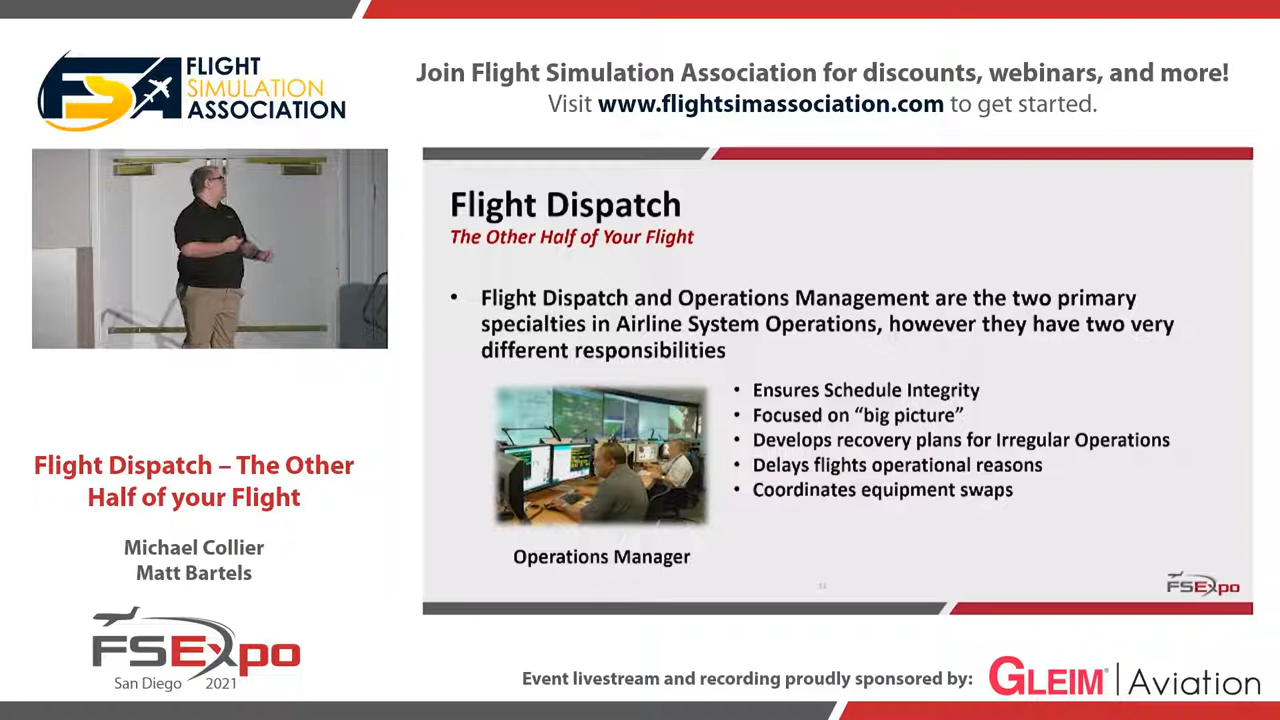 FSA
FLIGHT
SIMULATION
ASSOCIATION
Join Flight Simulation Association for discounts, webinars, and more!
Visit www.flightsimassociation.com to get started.
Flight Dispatch
The Other Half of Your Flight
• Flight Dispatch and Operations Management are the two primary
specialties in Airline System Operations, however they have two very
different responsibilities
• Ensures Schedule Integrity
• Focused on “big picture”
• Develops recovery plans for Irregular Operations
• Delays flights operational reasons
• Coordinates equipment swaps
Operations Manager
FSExpo
Flight Dispatch – The Other
Half of your Flight
Michael Collier
Matt Bartels
FSExpo
San Diego 2021
Event livestream and recording proudly sponsored by:
GLEIM® | Aviation